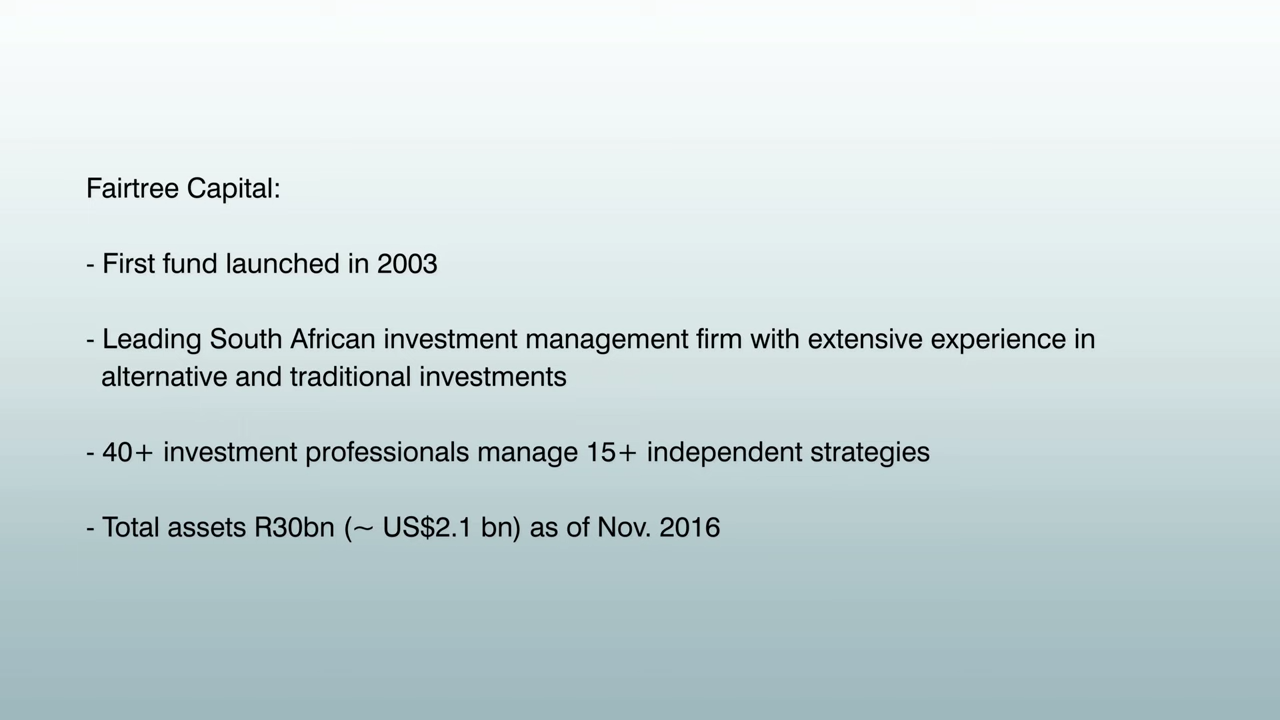 Fairtree Capital:
- First fund launched in 2003
- Leading South African investment management firm with extensive experience in
alternative and traditional investments
- 40+ investment professionals manage 15+ independent strategies
- Total assets R30bn (~ US$2.1 bn) as of Nov. 2016